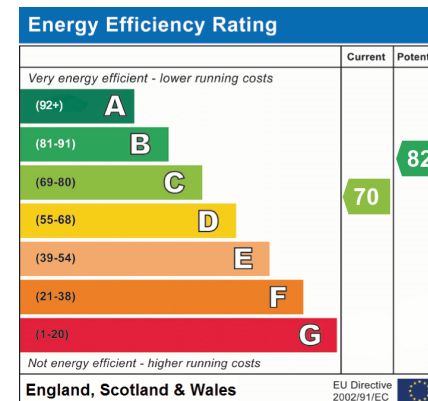 Energy Efficiency Rating
Current Potent
Very energy efficient - lower running costs
(92+) A
(81-91) B
82
(69-80) C
70
(55-68) D
(39-54) E
(21-38) F
(1-20) G
Not energy efficient - higher running costs
England, Scotland & Wales
EU Directive
2002/91/EC